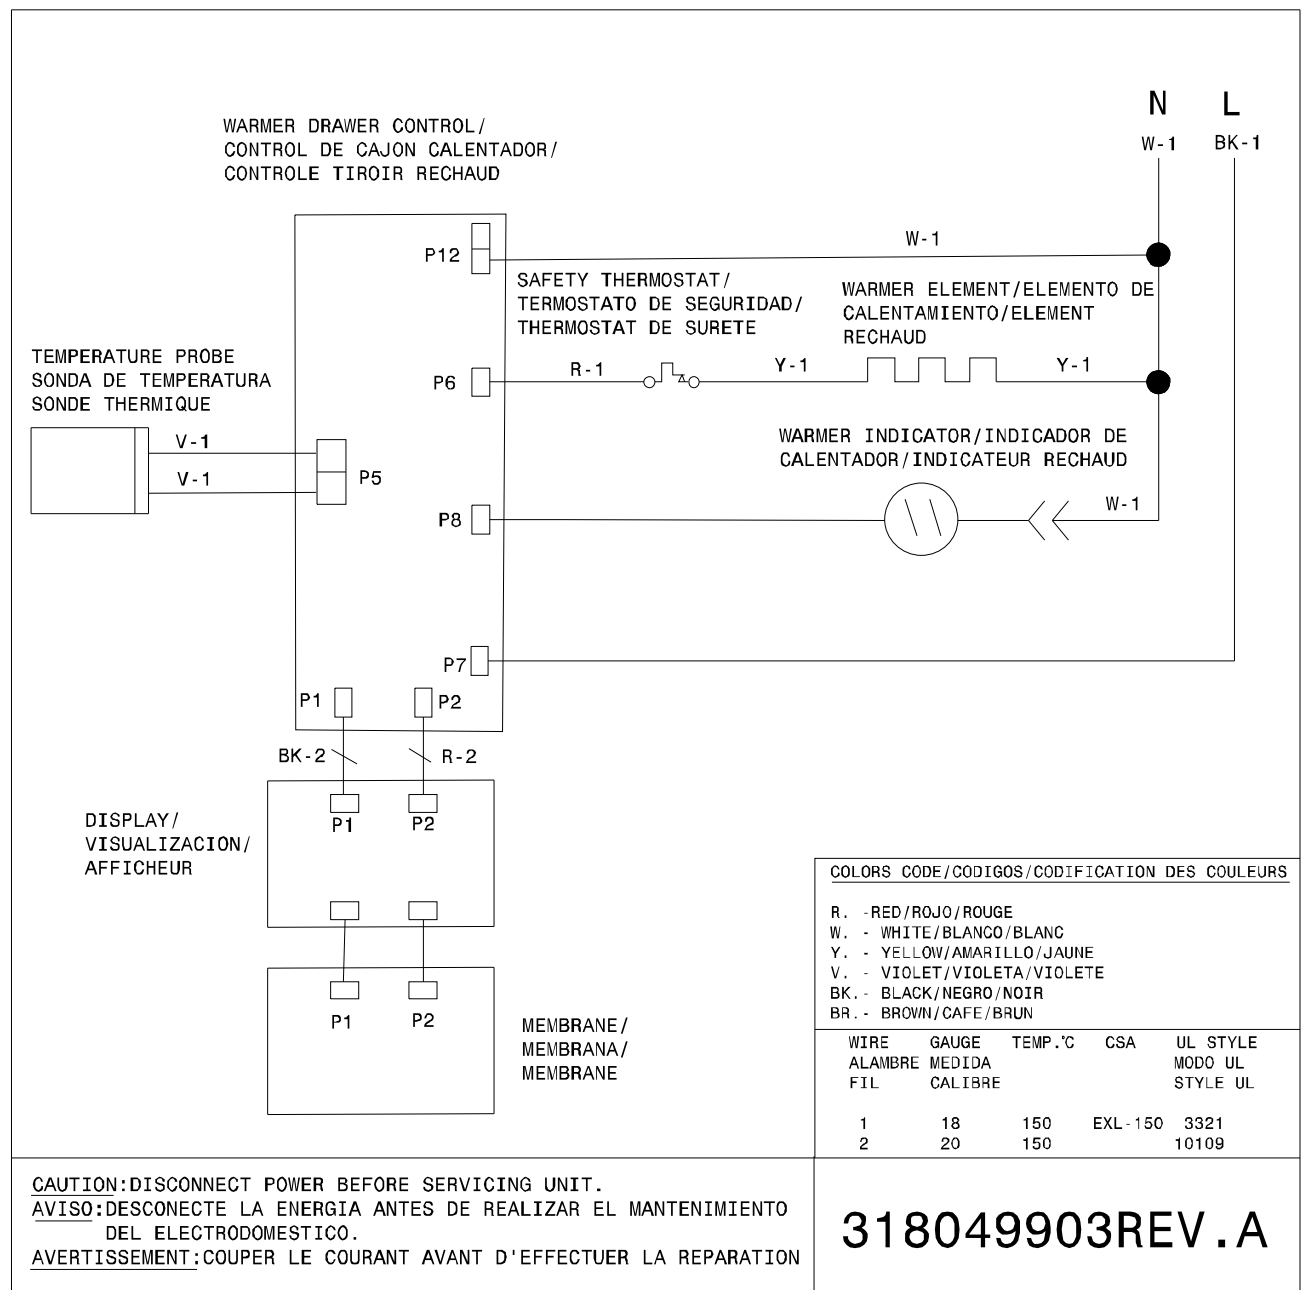 N L
W-1 BK-1
WARMER DRAWER CONTROL/
CONTROL DE CAJON CALENTADOR/
CONTROLE TIROIR RECHAUD
P12
W-1
SAFETY THERMOSTAT/
TERMOSTATO DE SEGURIDAD/
THERMOSTAT DE SURETE
WARMER ELEMENT/ELEMENTO DE
CALENTAMIENTO/ELEMENT
RECHAUD
TEMPERATURE PROBE
SONDA DE TEMPERATURA
SONDE THERMIQUE
P6
R-1
Y-1
Y-1
V-1
V-1
P5
WARMER INDICATOR/INDICADOR DE
CALENTADOR/INDICATEUR RECHAUD
P8
W-1
P7
P1
P2
BK-2
R-2
P1
P2
DISPLAY/
VISUALIZACION/
AFFICHEUR
P1
P2
MEMBRANE/
MEMBRANA/
MEMBRANE
COLORS CODE/CODIGOS/CODIFICATION DES COULEURS
R. -RED/ROJO/ROUGE
W. - WHITE/BLANCO/BLANC
Y. - YELLOW/AMARILLO/JAUNE
V. - VIOLET/VIOLETA/VIOLETE
BK.- BLACK/NEGRO/NOIR
BR.- BROWN/CAFE/BRUN
WIRE GAUGE TEMP.°C CSA UL STYLE
ALAMBRE MEDIDA MODO UL
FIL CALIBRE STYLE UL
1 18 150 EXL-150 3321
2 20 150 10109
CAUTION:DISCONNECT POWER BEFORE SERVICING UNIT.
AVISO:DESCONECTE LA ENERGIA ANTES DE REALIZAR EL MANTENIMIENTO
DEL ELECTRODOMESTICO.
AVERTISSEMENT:COUPER LE COURANT AVANT D'EFFECTUER LA REPARATION
318049903REV.A